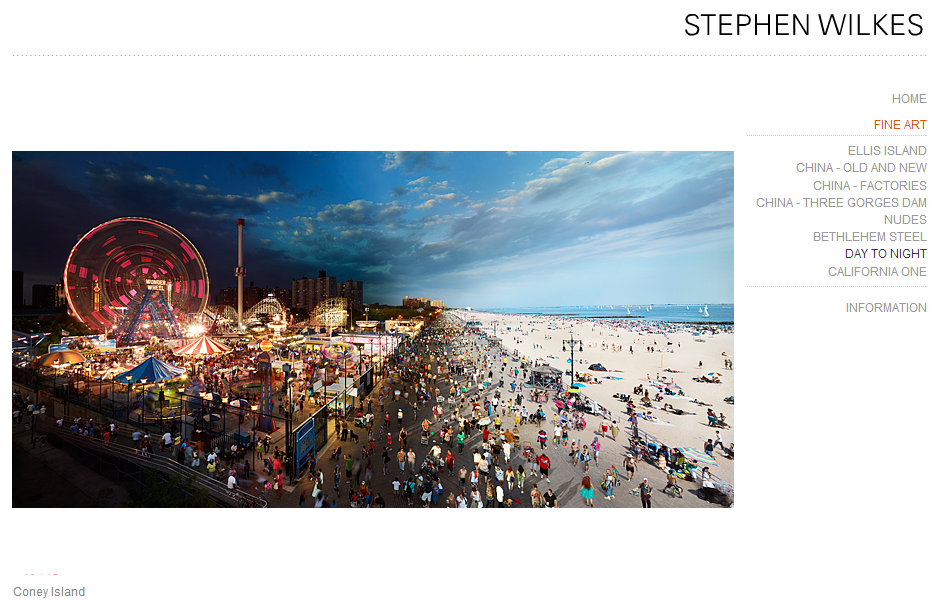 STEPHEN WILKES
HOME
FINE ART
ELLIS ISLAND
CHINA - OLD AND NEW
CHINA - FACTORIES
CHINA - THREE GORGES DAM
NUDES
BETHLEHEM STEEL
DAY TO NIGHT
CALIFORNIA ONE
INFORMATION
WONDER
WHEEL
Coney Island